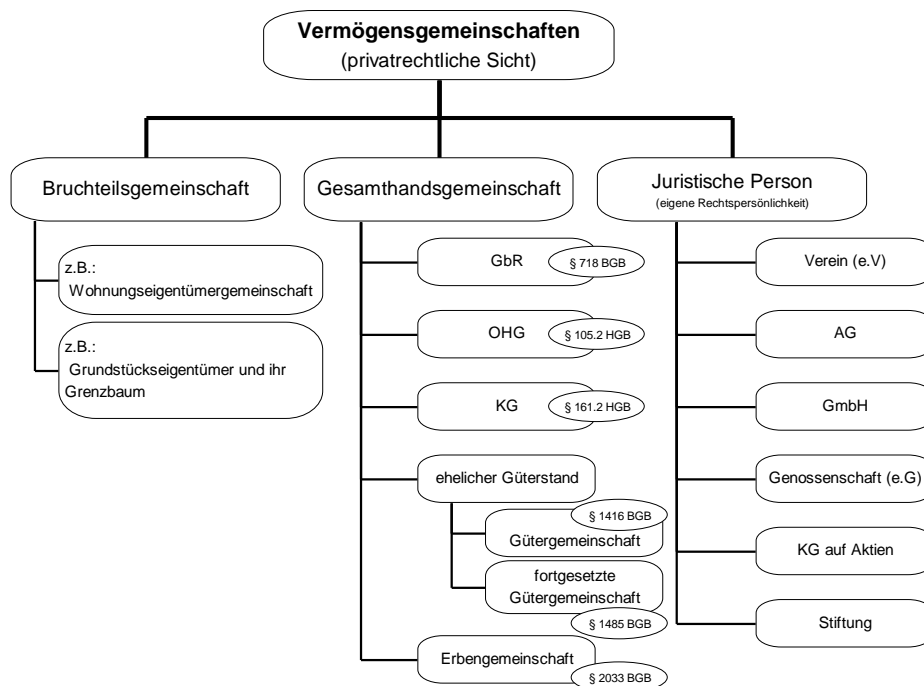 Vermögensgemeinschaften
(privatrechtliche Sicht)
Bruchteilsgemeinschaft
z.B.:
Wohnungseigentümergemeinschaft
z.B.:
Grundstückseigentümer und ihr
Grenzbaum
Gesamthandsgemeinschaft
GbR
§ 718 BGB
OHG
§ 105.2 HGB
KG
§ 161.2 HGB
ehelicher Güterstand
§ 1416 BGB
Gütergemeinschaft
fortgesetzte
Gütergemeinschaft
§ 1485 BGB
Erbengemeinschaft
§ 2033 BGB
Juristische Person
(eigene Rechtspersönlichkeit)
Verein (e.V)
AG
GmbH
Genossenschaft (e.G)
KG auf Aktien
Stiftung